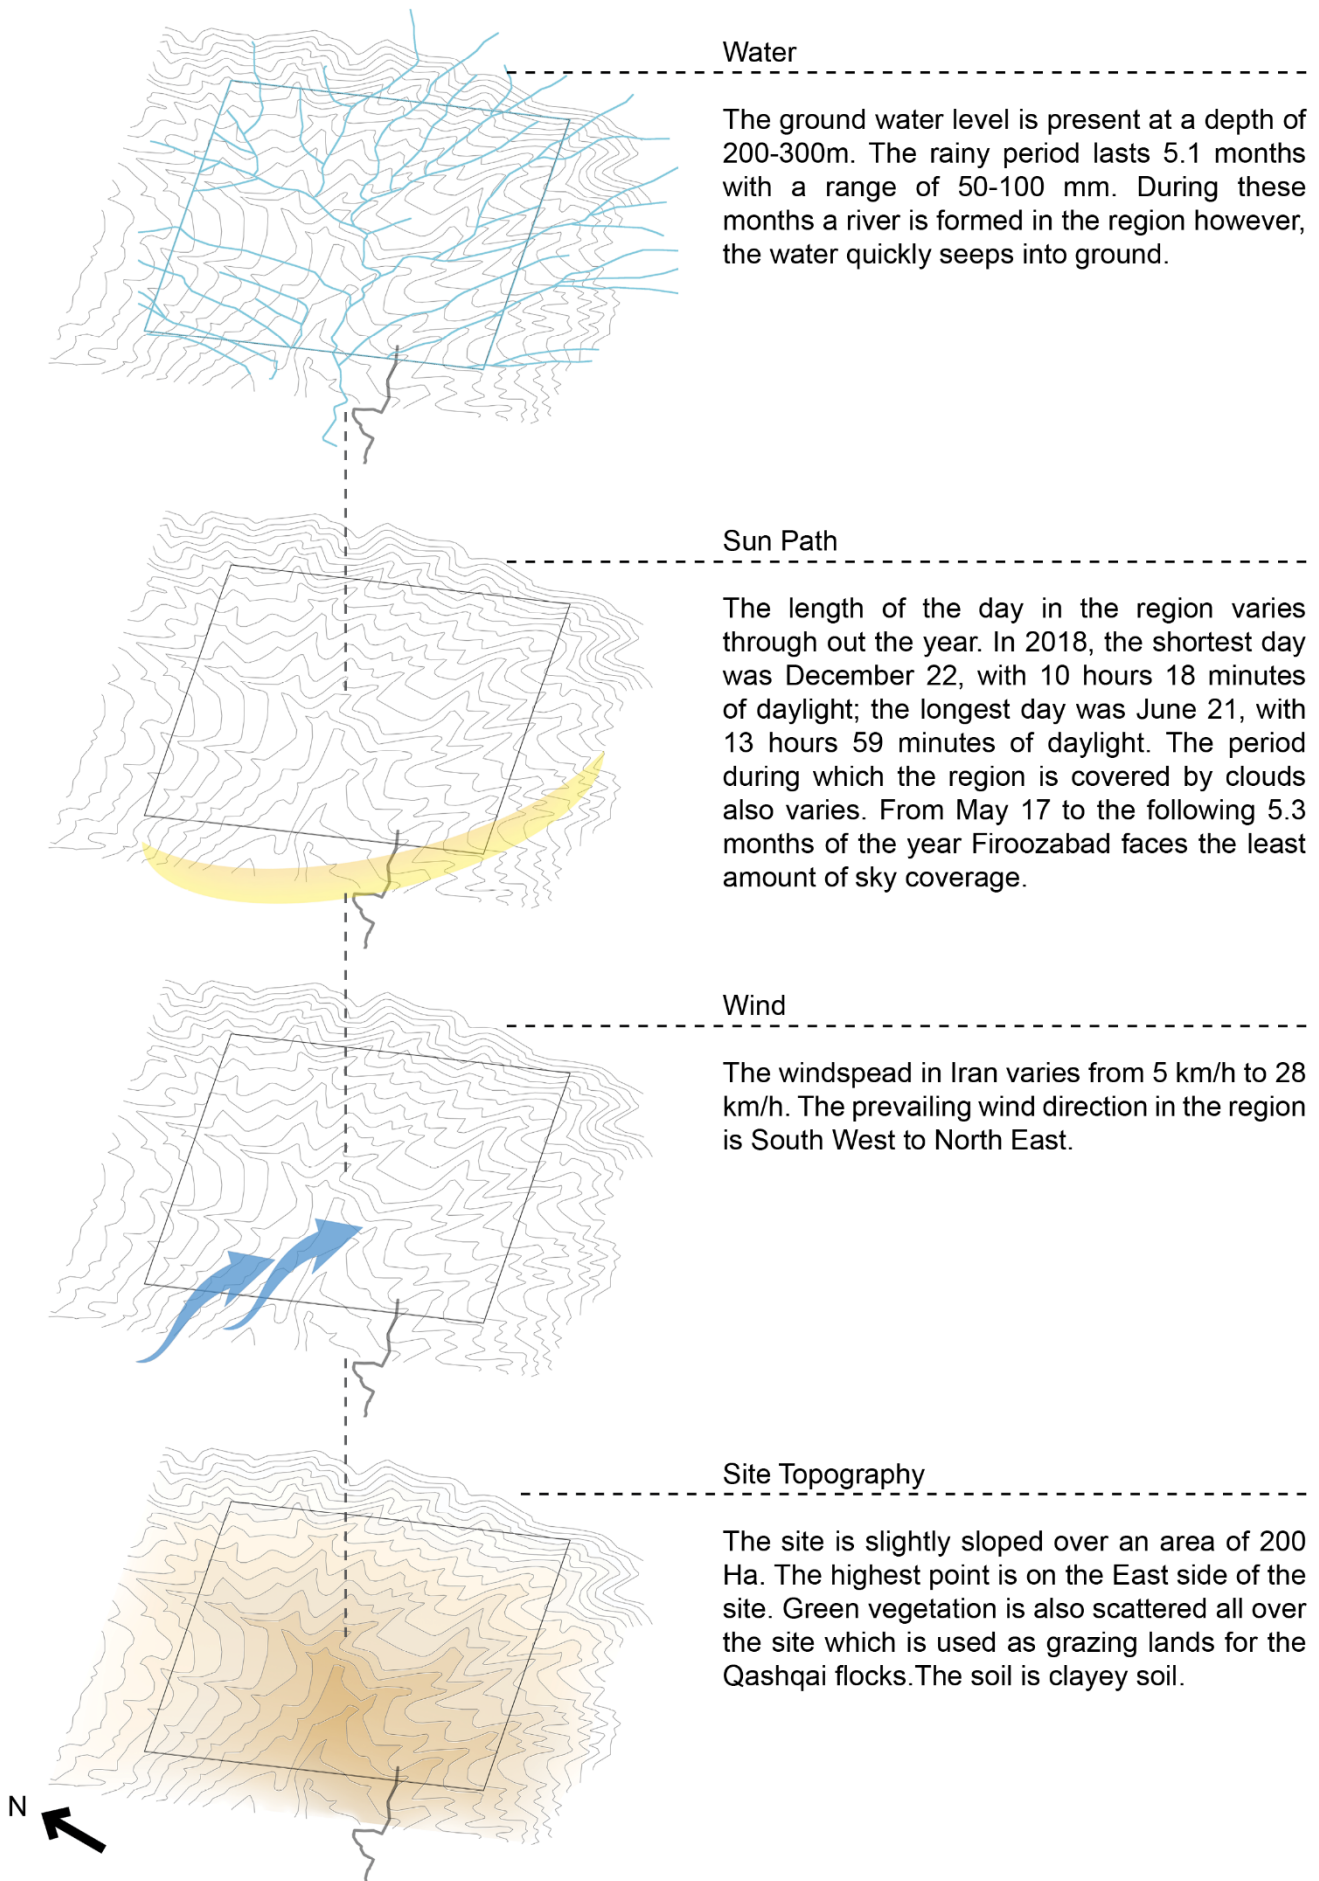 Water
The ground water level is present at a depth of
200-300m. The rainy period lasts 5.1 months
with a range of 50-100 mm. During these
months a river is formed in the region however,
the water quickly seeps into ground.
Sun Path
The length of the day in the region varies
through out the year. In 2018, the shortest day
was December 22, with 10 hours 18 minutes
of daylight; the longest day was June 21, with
13 hours 59 minutes of daylight. The period
during which the region is covered by clouds
also varies. From May 17 to the following 5.3
months of the year Firoozabad faces the least
amount of sky coverage.
Wind
The windspead in Iran varies from 5 km/h to 28
km/h. The prevailing wind direction in the region
is South West to North East.
Site Topography
The site is slightly sloped over an area of 200
Ha. The highest point is on the East side of the
site. Green vegetation is also scattered all over
the site which is used as grazing lands for the
Qashqai flocks.The soil is clayey soil.
N